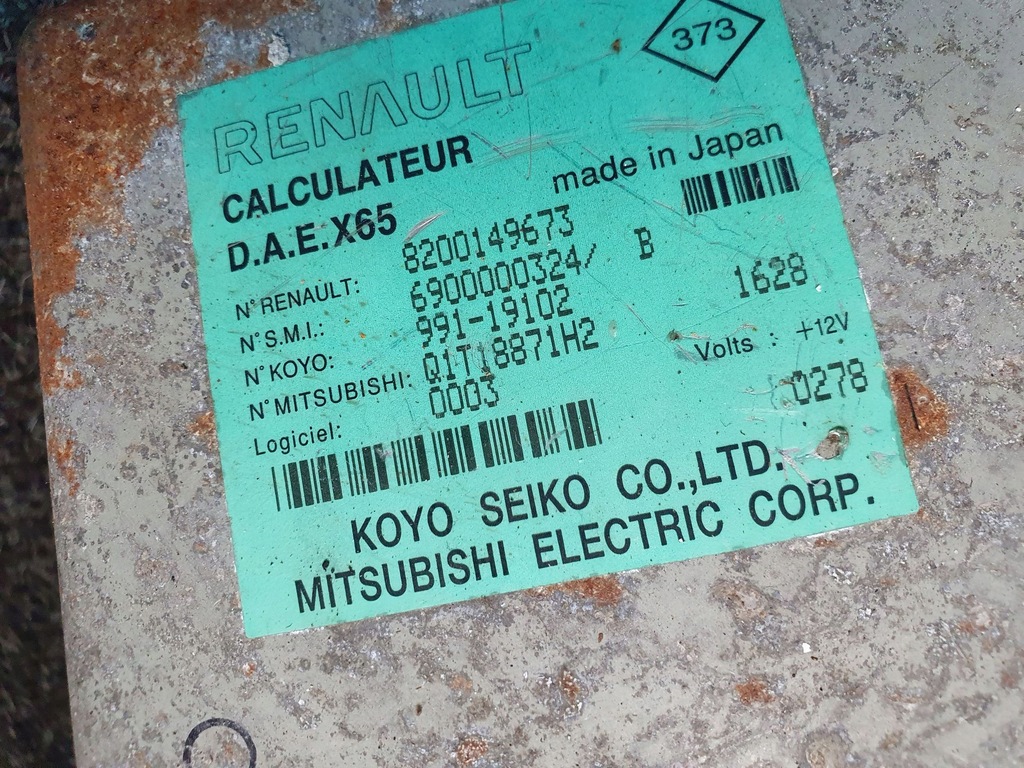 RENAULT
373
CALCULATEUR
D.A.E.X65
made in Japan
N° RENAULT: 8200149673
N° S.M.I.: 6900000324/ B
N° KOYO: 991-19102 1628
N° MITSUBISHI: Q1T18871H2
Volts : +12V
Logiciel: 0003 0278
KOYO SEIKO CO.,LTD.
MITSUBISHI ELECTRIC CORP.